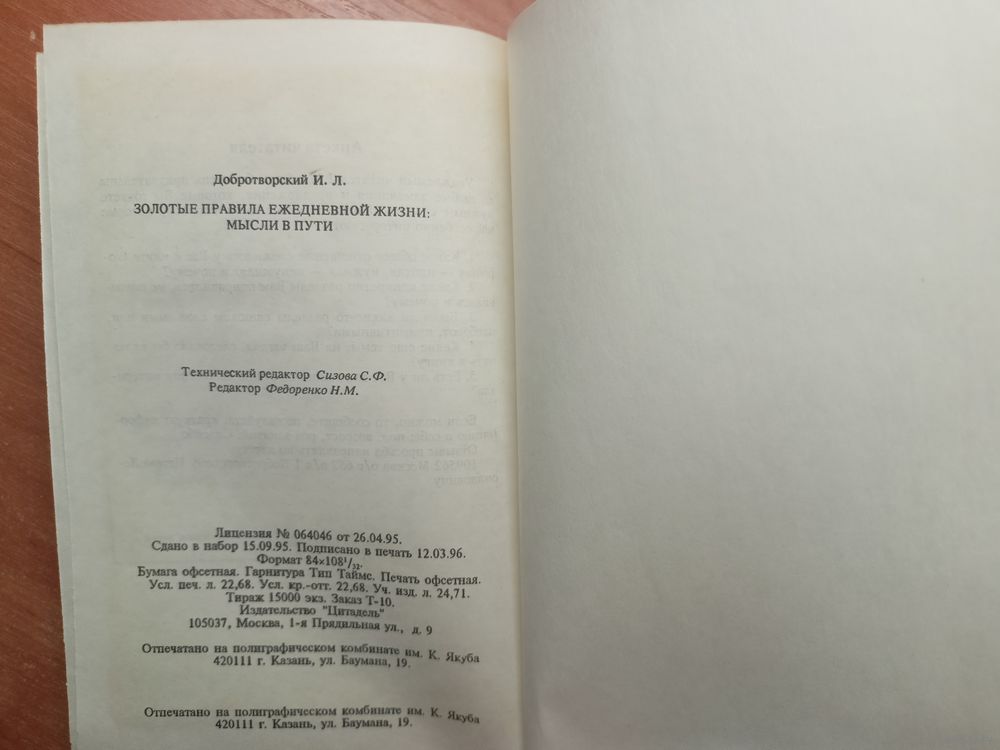 Добротворский И. Л.
ЗОЛОТЫЕ ПРАВИЛА ЕЖЕДНЕВНОЙ ЖИЗНИ:
МЫСЛИ В ПУТИ
Технический редактор Сизова С.Ф.
Редактор Федоренко Н.М.
Лицензия № 064046 от 26.04.95.
Сдано в набор 15.09.95. Подписано в печать 12.03.96.
Формат 84×108¹/₃₂.
Бумага офсетная. Гарнитура Тип Таймс. Печать офсетная.
Усл. печ. л. 22,68. Усл. кр.-отт. 22,68. Уч. изд. л. 24,71.
Тираж 15000 экз. Заказ Т-10.
Издательство "Цитадель"
105037, Москва, 1-я Прядильная ул., д. 9
Отпечатано на полиграфическом комбинате им. К. Якуба
420111 г. Казань, ул. Баумана, 19.
Отпечатано на полиграфическом комбинате им. К. Якуба
420111 г. Казань, ул. Баумана, 19.